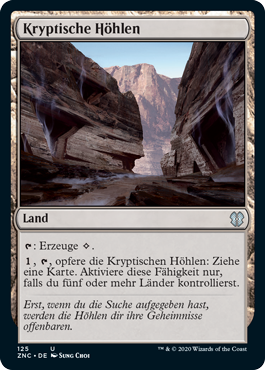 Kryptische Höhlen
Land
: Erzeuge .
1, , opfere die Kryptischen Höhlen: Ziehe
eine Karte. Aktiviere diese Fähigkeit nur,
falls du fünf oder mehr Länder kontrollierst.
Erst, wenn du die Suche aufgegeben hast,
werden die Höhlen dir ihre Geheimnisse
offenbaren.
125 U
ZNC • DE Sung Choi
™ & © 2020 Wizards of the Coast